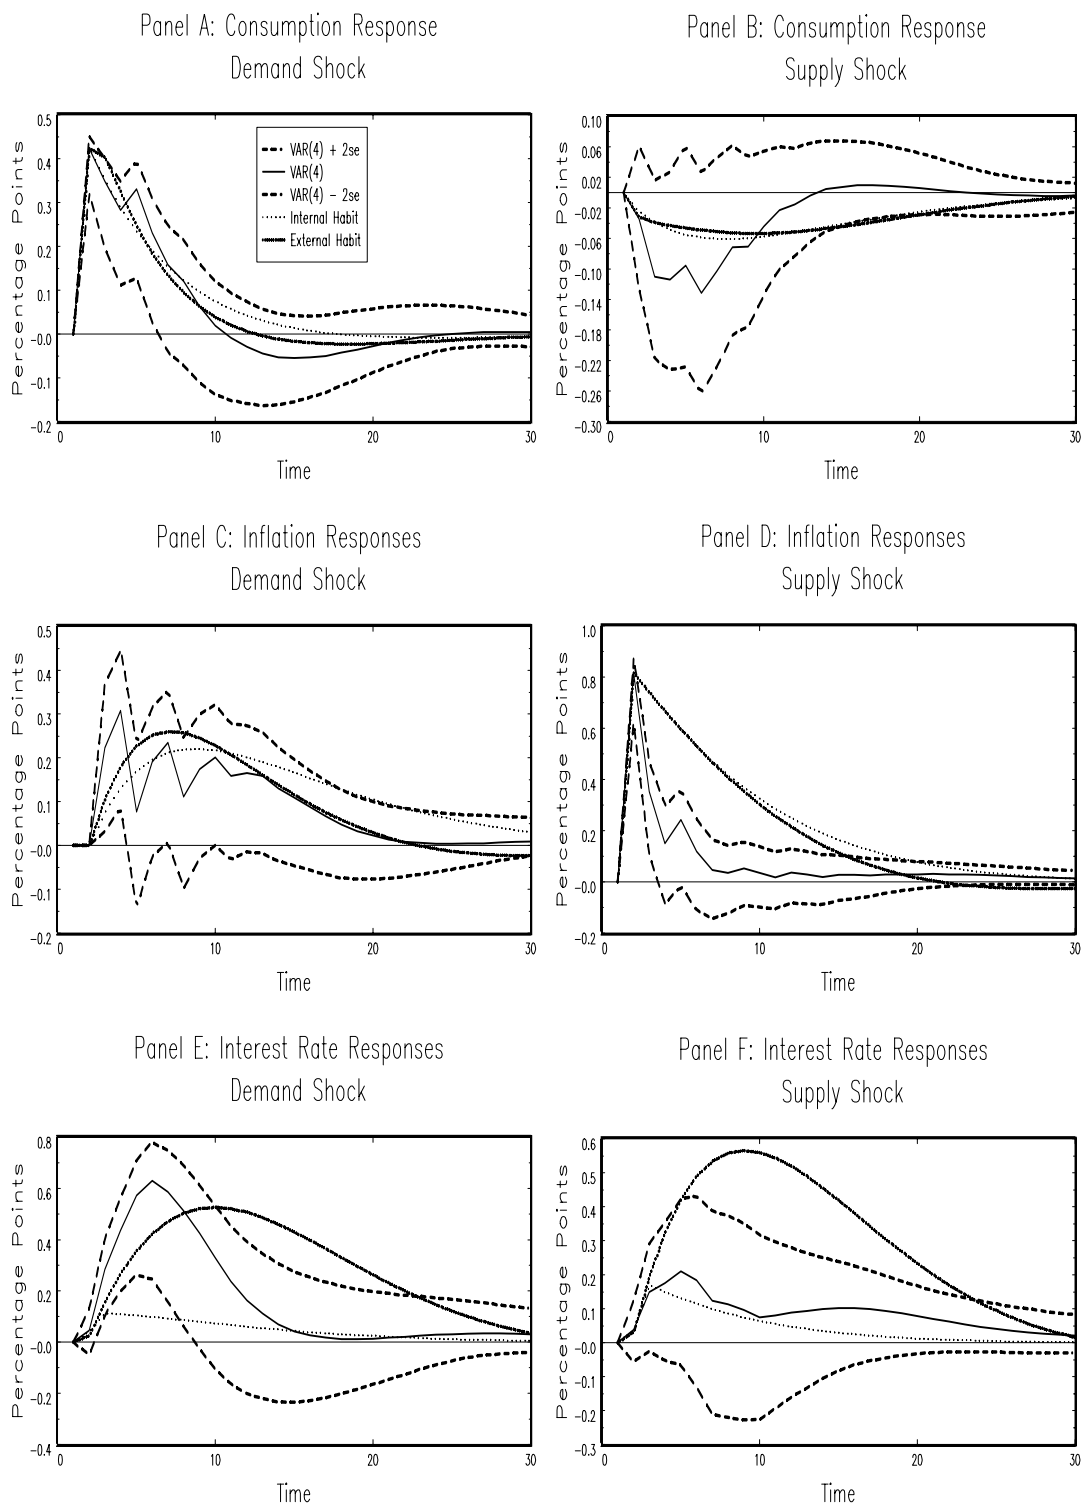 Panel A: Consumption Response
Demand Shock
Percentage Points
0.5
0.4
0.3
0.2
0.1
-0.0
-0.1
-0.2
VAR(4) + 2se
VAR(4)
VAR(4) - 2se
Internal Habit
External Habit
0 10 20 30
Time
Panel B: Consumption Response
Supply Shock
Percentage Points
0.10
0.06
0.02
-0.02
-0.06
-0.10
-0.14
-0.18
-0.22
-0.26
-0.30
0 10 20 30
Time
Panel C: Inflation Responses
Demand Shock
Percentage Points
0.5
0.4
0.3
0.2
0.1
-0.0
-0.1
-0.2
0 10 20 30
Time
Panel D: Inflation Responses
Supply Shock
Percentage Points
1.0
0.8
0.6
0.4
0.2
-0.0
-0.2
0 10 20 30
Time
Panel E: Interest Rate Responses
Demand Shock
Percentage Points
0.8
0.6
0.4
0.2
-0.0
-0.2
-0.4
0 10 20 30
Time
Panel F: Interest Rate Responses
Supply Shock
Percentage Points
0.6
0.5
0.4
0.3
0.2
0.1
-0.0
-0.1
-0.2
-0.3
0 10 20 30
Time